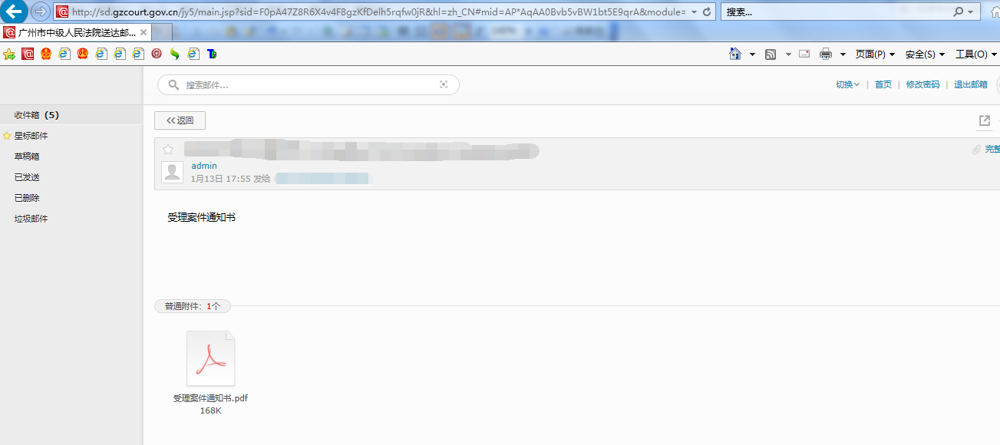 http://sd.gzcourt.gov.cn/jy5/main.jsp?sid=F0pA47Z8R6X4v4F8gzKfDelh5rqfw0jR&hl=zh_CN#mid=AP*AqAA0Bvb5vBW1bt5E9qrA&module=
搜索...
广州市中级人民法院送达邮...
页面(P)
安全(S)
工具(O)
搜索邮件...
切换
首页
修改密码
退出邮箱
收件箱 (5)
星标邮件
草稿箱
已发送
已删除
垃圾邮件
返回
完整
admin
1月13日 17:55 发给
受理案件通知书
普通附件：1个
受理案件通知书.pdf
168K